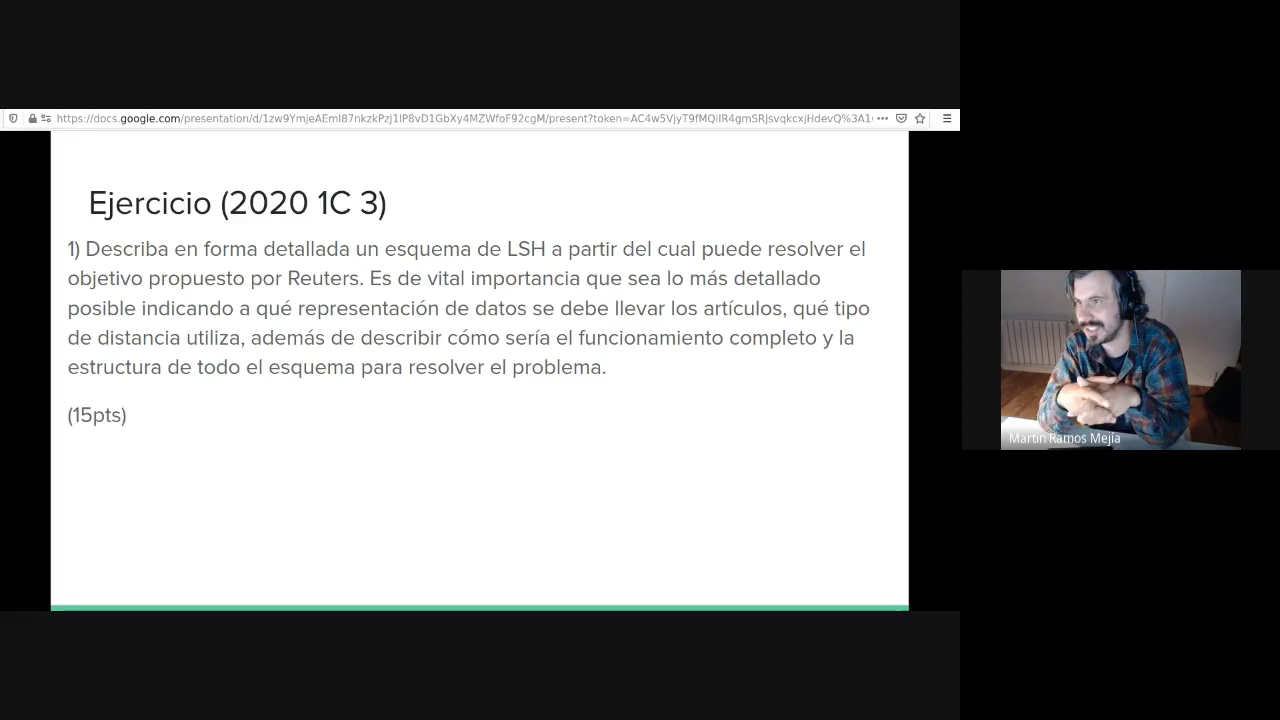 https://docs.google.com/presentation/d/1zw9YmjeAEmI87nkzkPzj1IP8vD1GbXy4MZWfoF92cgM/present?token=AC4w5VjyT9fMQiIR4gmSRJsvqkcxjHdevQ%3A1
Ejercicio (2020 1C 3)
1) Describa en forma detallada un esquema de LSH a partir del cual puede resolver el
objetivo propuesto por Reuters. Es de vital importancia que sea lo más detallado
posible indicando a qué representación de datos se debe llevar los artículos, qué tipo
de distancia utiliza, además de describir cómo sería el funcionamiento completo y la
estructura de todo el esquema para resolver el problema.
(15pts)
Martin Ramos Mejía